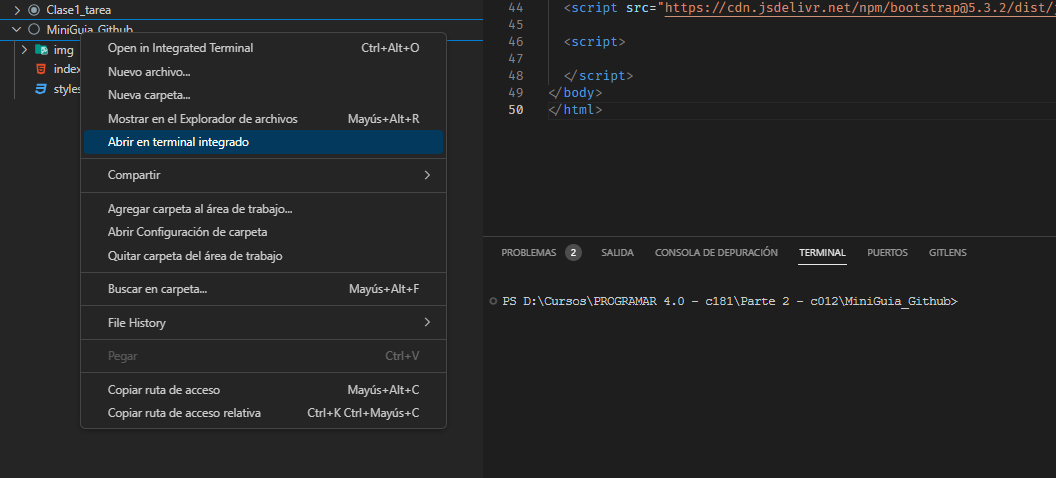 Clase1_tarea
MiniGuia_Github
img
index
styles
Open in Integrated Terminal Ctrl+Alt+O
Nuevo archivo...
Nueva carpeta...
Mostrar en el Explorador de archivos Mayús+Alt+R
Abrir en terminal integrado
Compartir
Agregar carpeta al área de trabajo...
Abrir Configuración de carpeta
Quitar carpeta del área de trabajo
Buscar en carpeta... Mayús+Alt+F
File History
Pegar Ctrl+V
Copiar ruta de acceso Mayús+Alt+C
Copiar ruta de acceso relativa Ctrl+K Ctrl+Mayús+C
44 <script src="https://cdn.jsdelivr.net/npm/bootstrap@5.3.2/dist/
45
46 <script>
47
48 </script>
49 </body>
50 </html>
PROBLEMAS 2 SALIDA CONSOLA DE DEPURACIÓN TERMINAL PUERTOS GITLENS
PS D:\Cursos\PROGRAMAR 4.0 - c181\Parte 2 - c012\MiniGuia_Github>